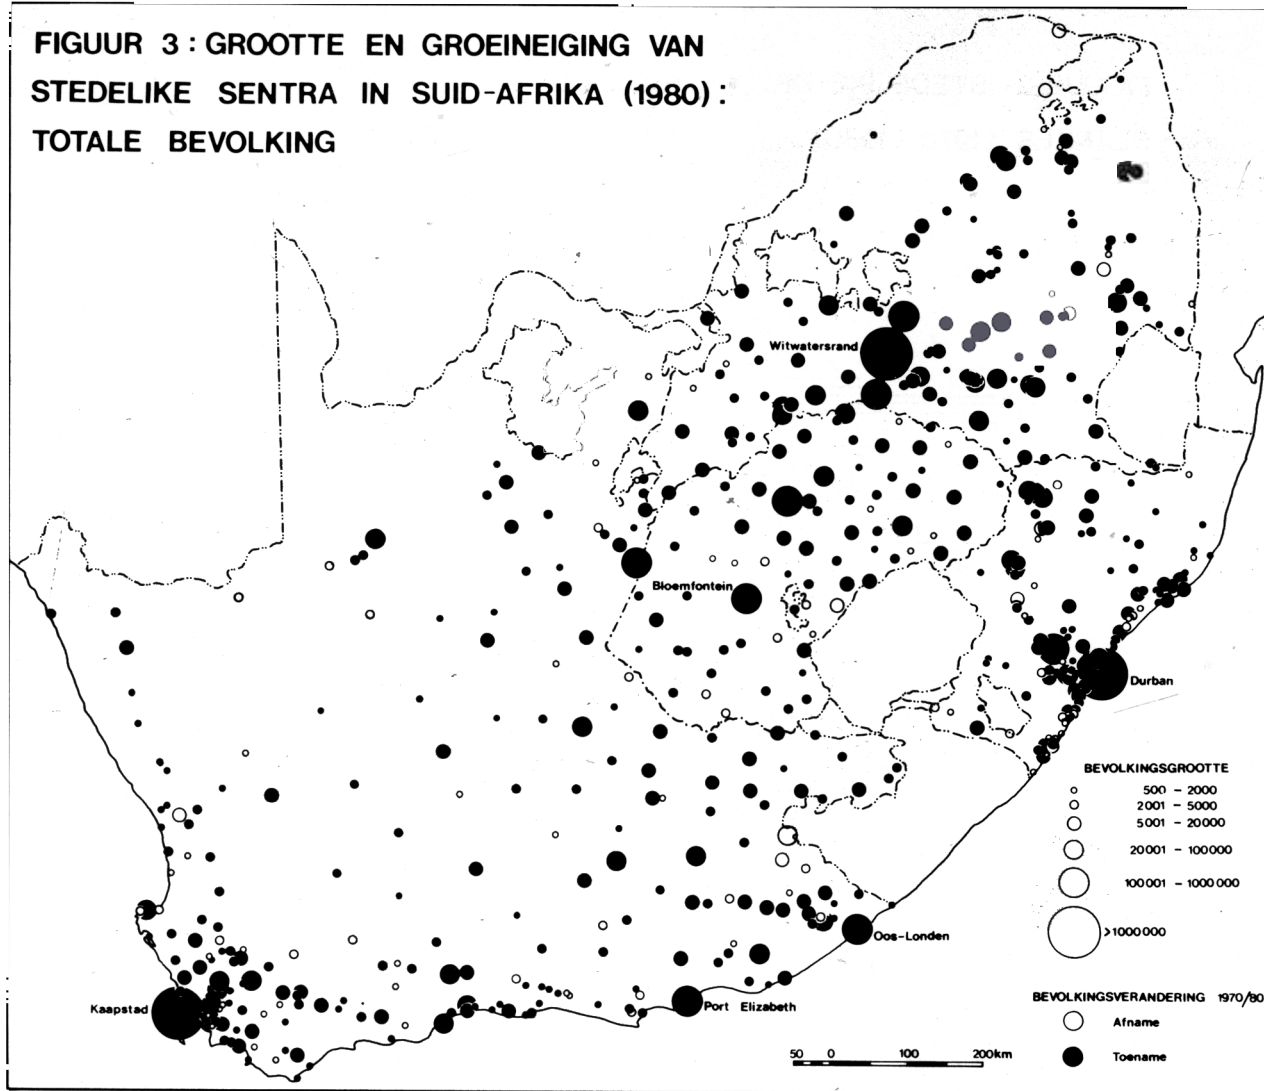 FIGUUR 3 : GROOTTE EN GROEINEIGING VAN
STEDELIKE SENTRA IN SUID-AFRIKA (1980) :
TOTALE BEVOLKING
Witwatersrand
Bloemfontein
Durban
Oos-Londen
Port Elizabeth
Kaapstad
BEVOLKINGSGROOTTE
500 - 2000
2001 - 5000
5001 - 20000
20001 - 100000
100001 - 1000000
>1000000
BEVOLKINGSVERANDERING 1970/80
Afname
Toename
50 0 100 200km